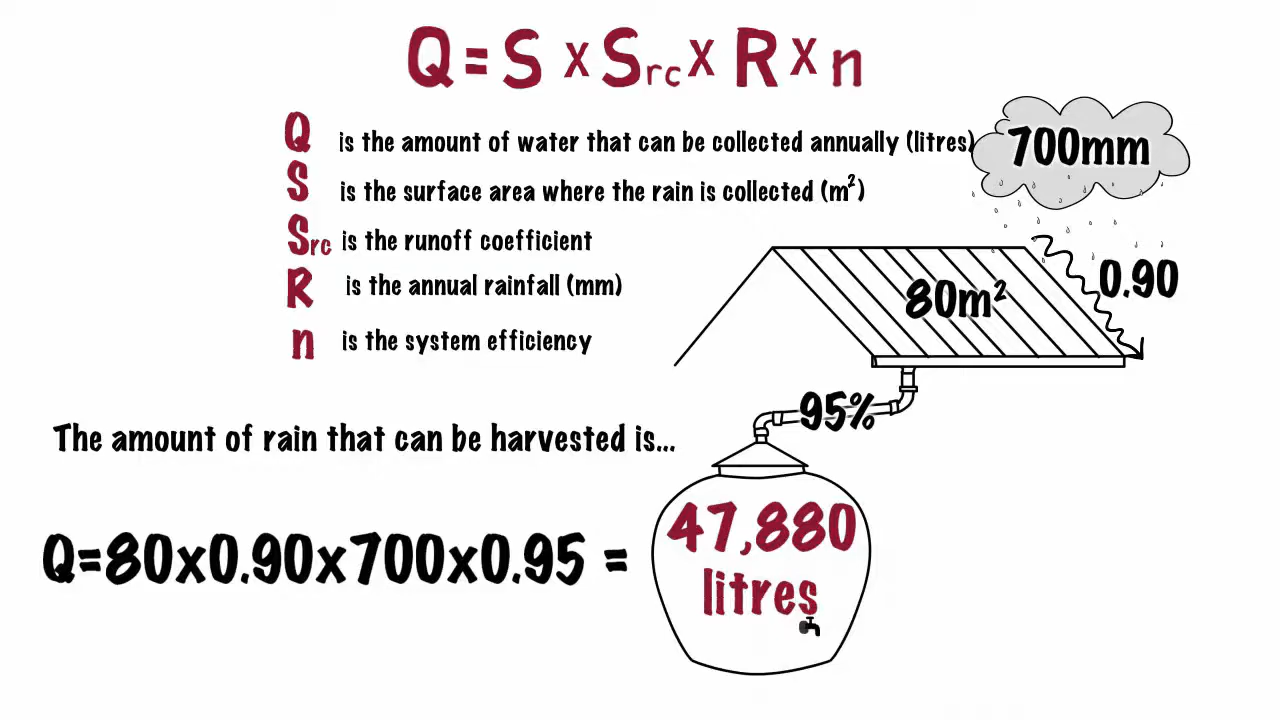 Q = S x Src x R x n
Q is the amount of water that can be collected annually (litres)
S is the surface area where the rain is collected (m²)
Src is the runoff coefficient
R is the annual rainfall (mm)
n is the system efficiency
700mm
0.90
80m²
95%
The amount of rain that can be harvested is...
Q=80x0.90x700x0.95 =
47,880
litres